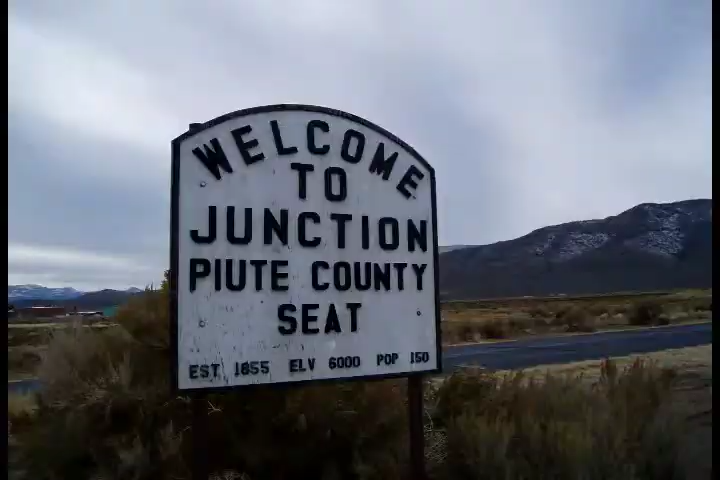 WELCOME
TO
JUNCTION
PIUTE COUNTY
SEAT
EST 1855 ELV 6000 POP 150